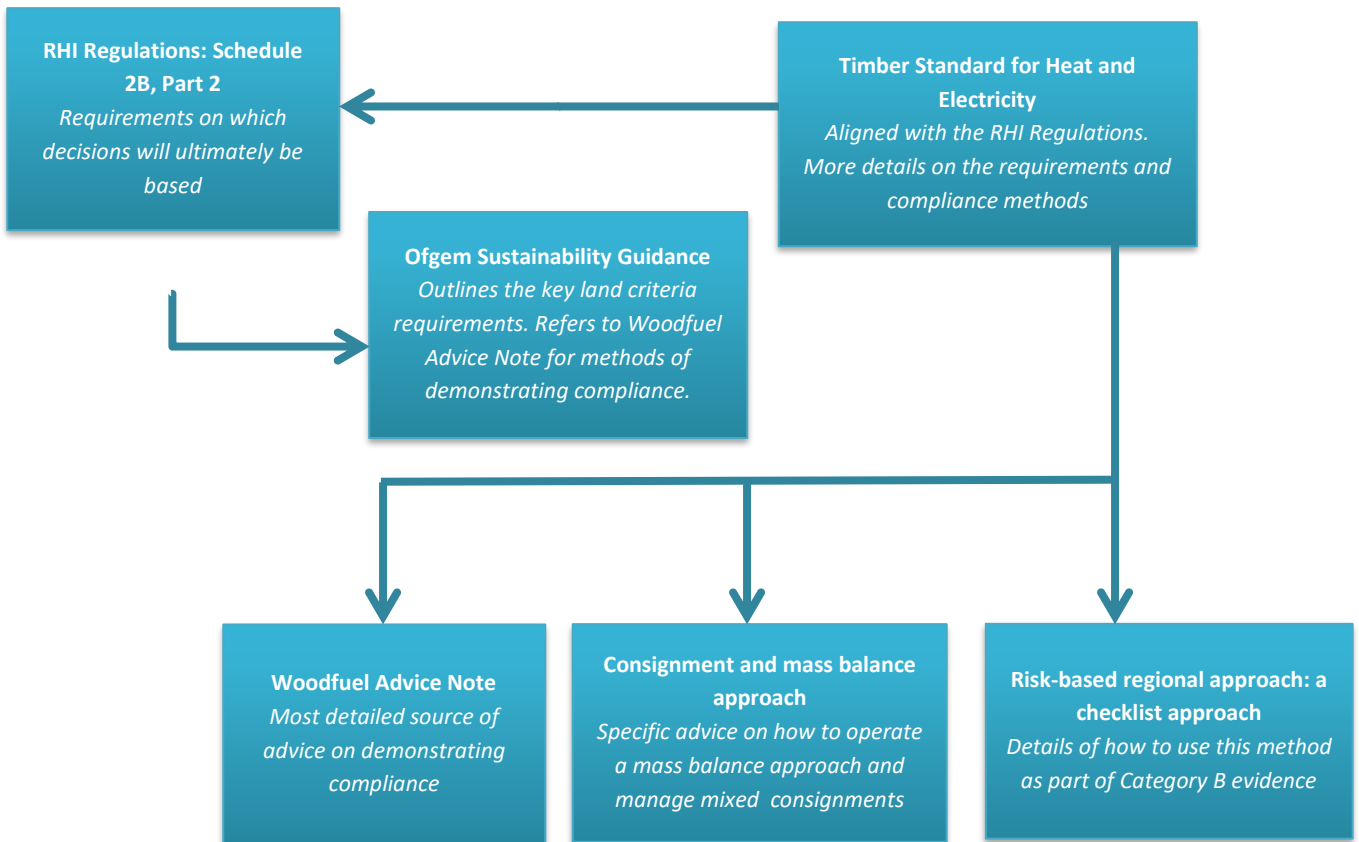 RHI Regulations: Schedule
2B, Part 2
Requirements on which
decisions will ultimately be
based
Timber Standard for Heat and
Electricity
Aligned with the RHI Regulations.
More details on the requirements and
compliance methods
Ofgem Sustainability Guidance
Outlines the key land criteria
requirements. Refers to Woodfuel
Advice Note for methods of
demonstrating compliance.
Woodfuel Advice Note
Most detailed source of
advice on demonstrating
compliance
Consignment and mass balance
approach
Specific advice on how to operate
a mass balance approach and
manage mixed consignments
Risk-based regional approach: a
checklist approach
Details of how to use this method
as part of Category B evidence